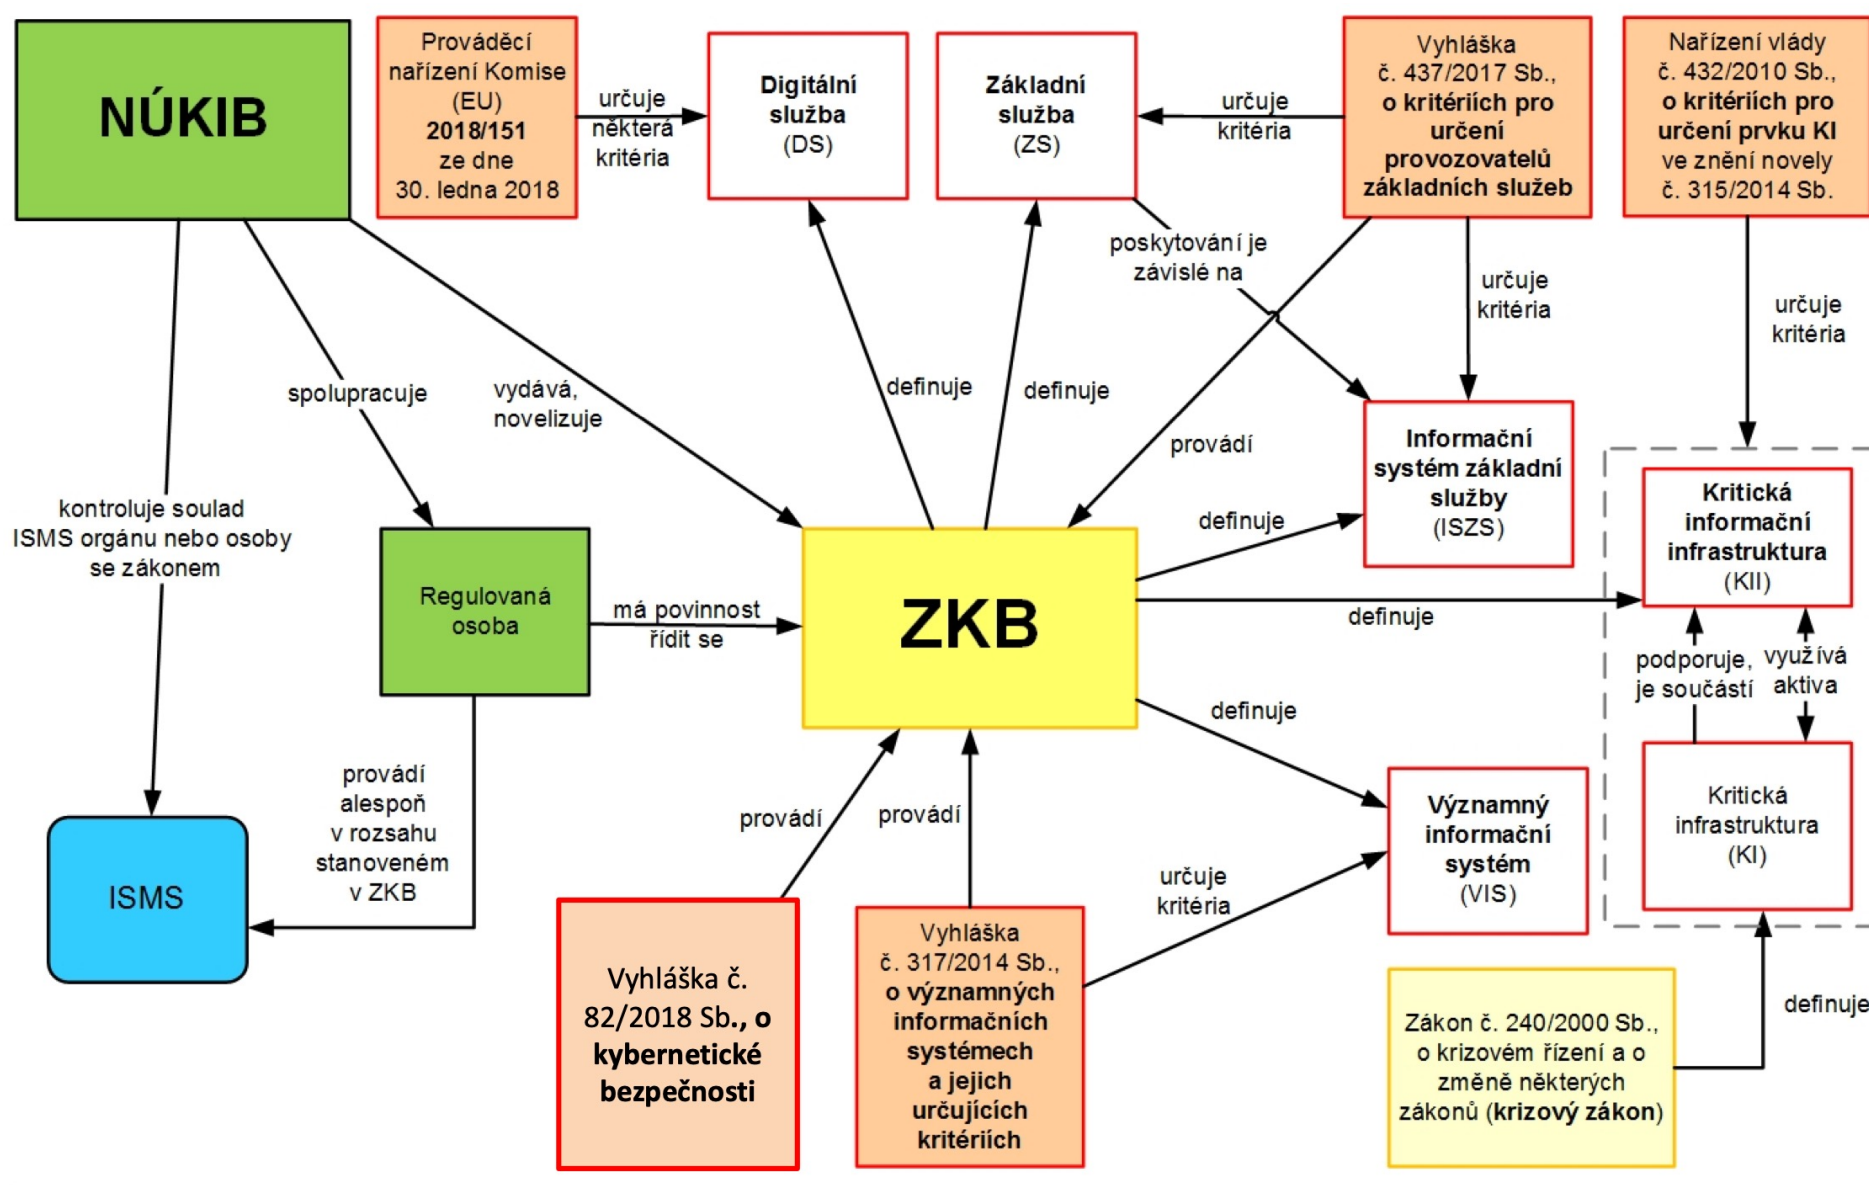 NÚKIB
Prováděcí
nařízení Komise
(EU)
2018/151
ze dne
30. ledna 2018
určuje
některá
kritéria
Digitální
služba
(DS)
Základní
služba
(ZS)
určuje
kritéria
Vyhláška
č. 437/2017 Sb.,
o kritériích pro
určení
provozovatelů
základních služeb
Nařízení vlády
č. 432/2010 Sb.,
o kritériích pro
určení prvku KI
ve znění novely
č. 315/2014 Sb.
poskytování je
závislé na
určuje
kritéria
určuje
kritéria
spolupracuje
vydává,
novelizuje
definuje
definuje
provádí
Informační
systém základní
služby
(ISZS)
kontroluje soulad
ISMS orgánu nebo osoby
se zákonem
Regulovaná
osoba
má povinnost
řídit se
ZKB
definuje
definuje
Kritická
informační
infrastruktura
(KII)
podporuje,
je součástí
využívá
aktiva
definuje
provádí
alespoň
v rozsahu
stanoveném
v ZKB
provádí
provádí
Významný
informační
systém
(VIS)
Kritická
infrastruktura
(KI)
ISMS
určuje
kritéria
Vyhláška č.
82/2018 Sb., o
kybernetické
bezpečnosti
Vyhláška
č. 317/2014 Sb.,
o významných
informačních
systémech
a jejich
určujících
kritériích
Zákon č. 240/2000 Sb.,
o krizovém řízení a o
změně některých
zákonů (krizový zákon)
definuje